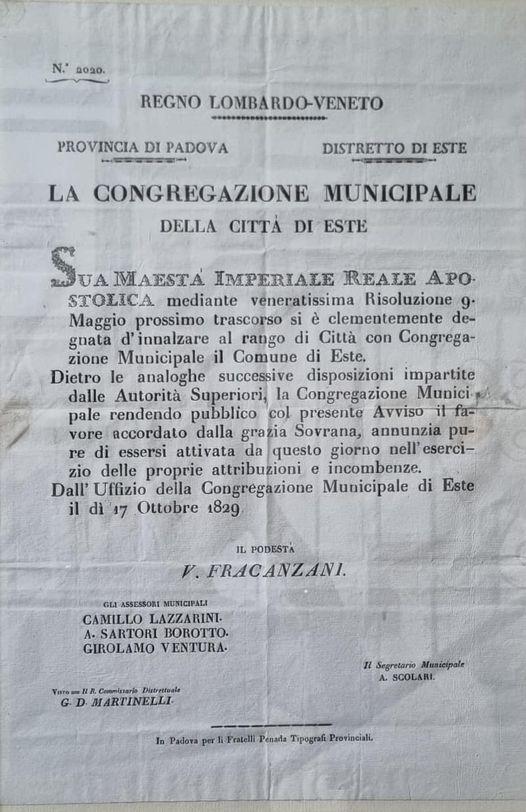 N.° 2020.
REGNO LOMBARDO-VENETO
PROVINCIA DI PADOVA DISTRETTO DI ESTE
LA CONGREGAZIONE MUNICIPALE
DELLA CITTÀ DI ESTE
SUA MAESTÀ IMPERIALE REALE APO-
STOLICA mediante veneratissima Risoluzione 9.
Maggio prossimo trascorso si è clementemente de-
gnata d'innalzare al rango di Città con Congrega-
zione Municipale il Comune di Este.
Dietro le analoghe successive disposizioni impartite
dalle Autorità Superiori, la Congregazione Munici-
pale rendendo pubblico col presente Avviso il fa-
vore accordato dalla grazia Sovrana, annunzia pu-
re di essersi attivata da questo giorno nell'eserci-
zio delle proprie attribuzioni e incombenze.
Dall'Uffizio della Congregazione Municipale di Este
il dì 17 Ottobre 1829
IL PODESTÀ
V. FRACANZANI.
GLI ASSESSORI MUNICIPALI
CAMILLO LAZZARINI.
A. SARTORI BOROTTO.
GIROLAMO VENTURA.
Il Segretario Municipale
A. SCOLARI.
Visto Il R. Commissario Distrettuale
G. D. MARTINELLI.
In Padova per li Fratelli Penada Tipografi Provinciali.